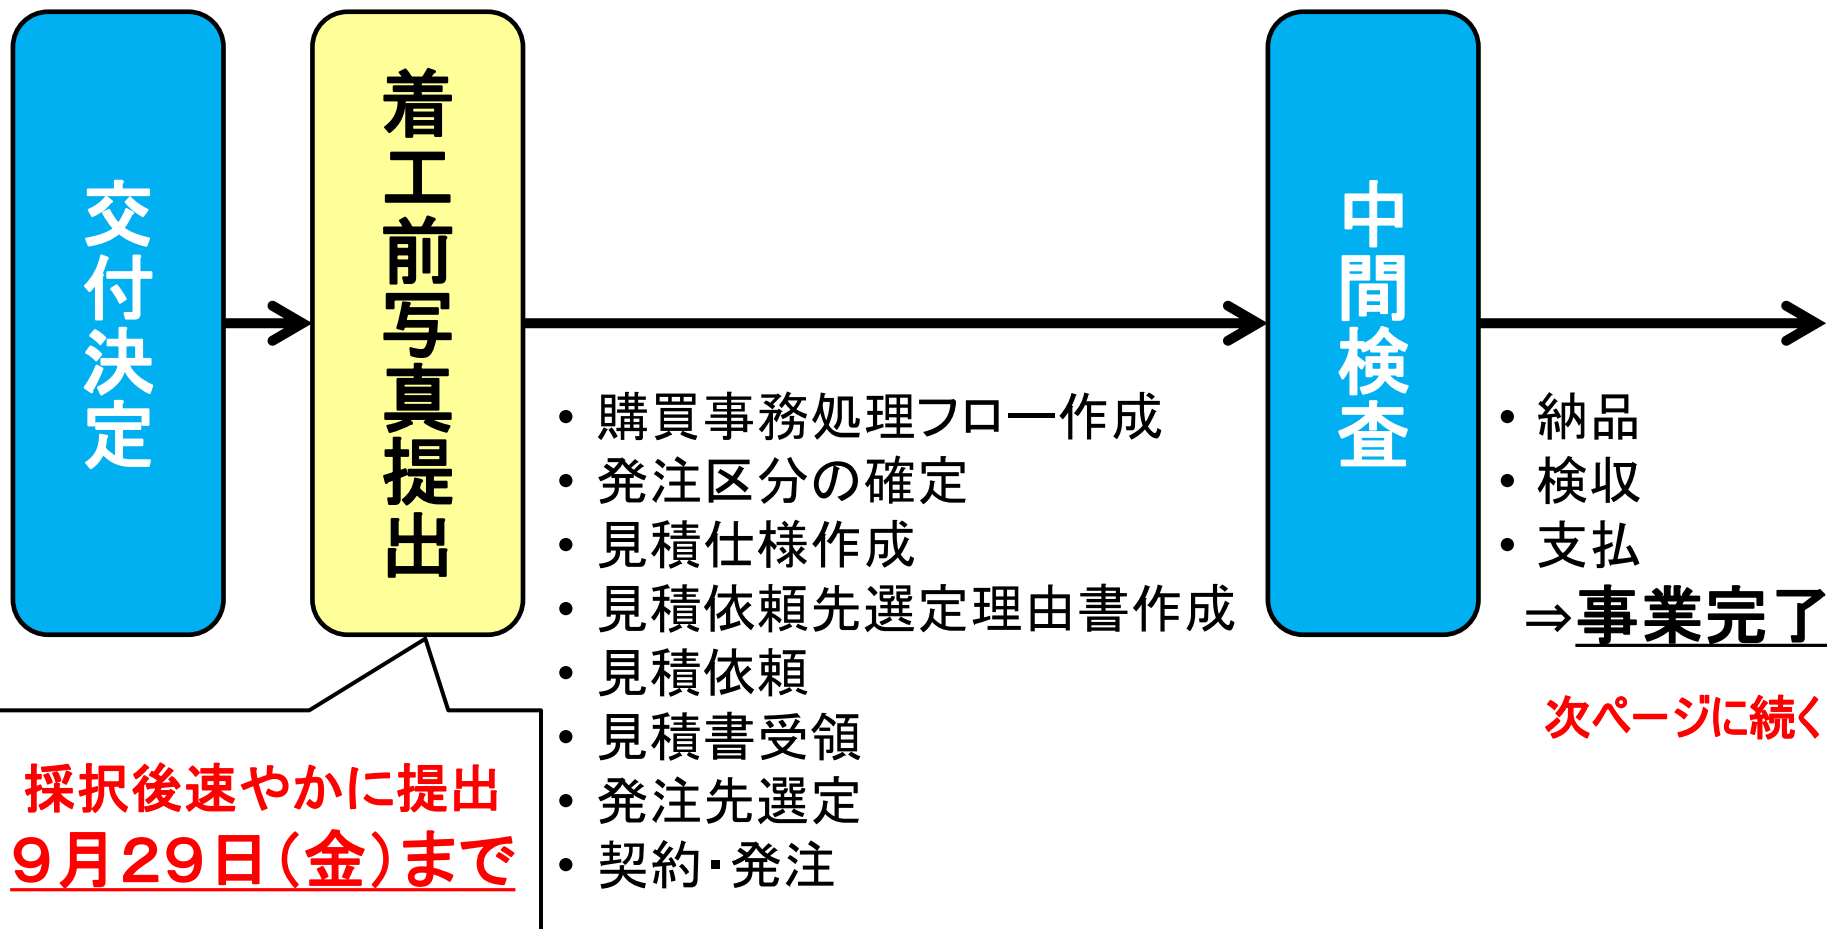 交付決定
着工前写真提出
採択後速やかに提出
９月２９日（金）まで
• 購買事務処理フロー作成
• 発注区分の確定
• 見積仕様作成
• 見積依頼先選定理由書作成
• 見積依頼
• 見積書受領
• 発注先選定
• 契約・発注
中間検査
• 納品
• 検収
• 支払
⇒事業完了
次ページに続く